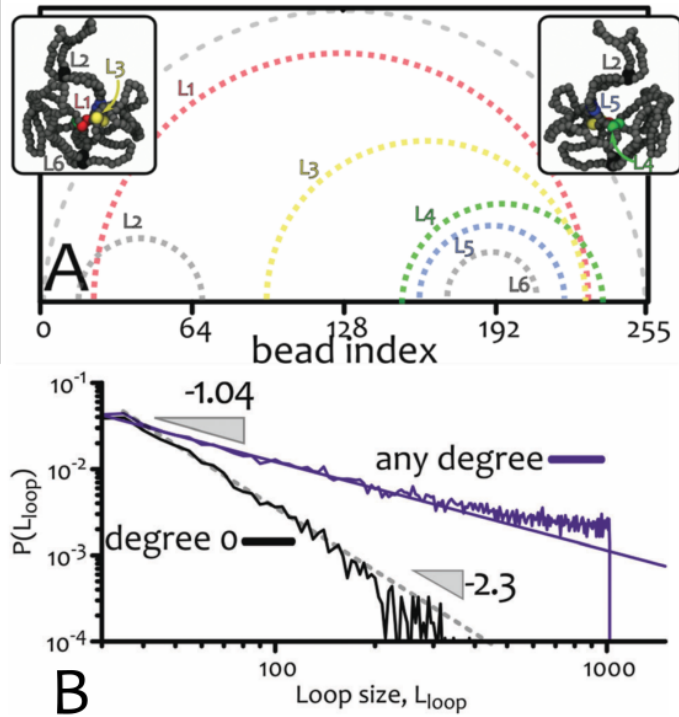 L2
L3
L1
L6
L2
L5
L4
L1
L3
L2
L4
L5
L6
A
0 64 128 192 255
bead index
10-1
10-2
10-3
10-4
P(Lloop)
-1.04
any degree
degree 0
-2.3
100 1000
Loop size, Lloop
B